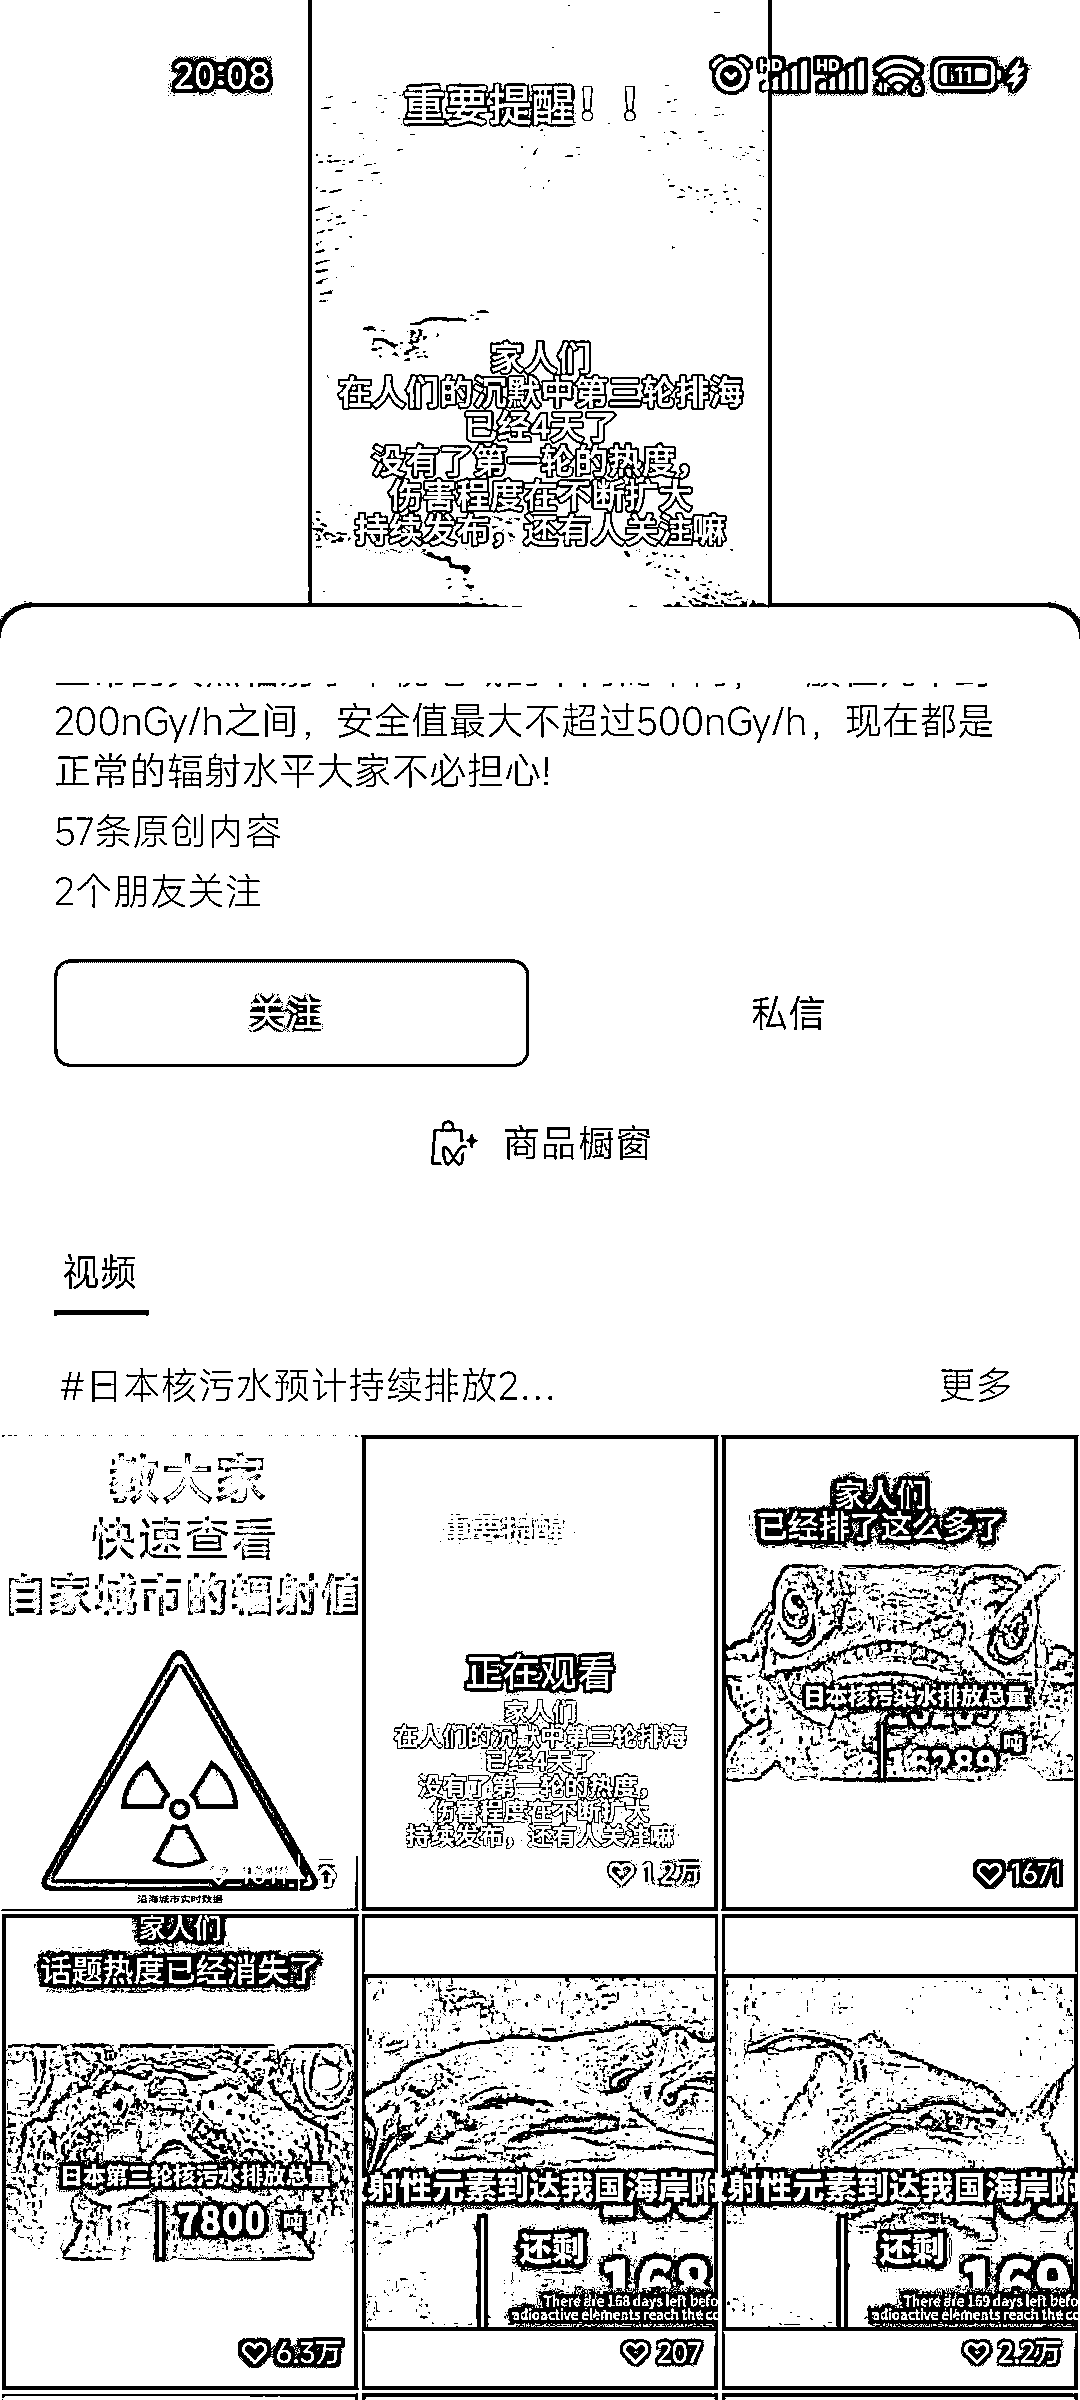 20:08
重要提醒！！
家人们
在人们的沉默中第三轮排海
已经4天了
没有了第一轮的热度，
伤害程度在不断扩大
持续发布，还有人关注嘛
200nGy/h之间，安全值最大不超过500nGy/h，现在都是
正常的辐射水平大家不必担心!
57条原创内容
2个朋友关注
关注
私信
商品橱窗
视频
#日本核污水预计持续排放2...
更多
教大家
快速查看
自家城市的辐射值
沿海城市实时数据
重要提醒
正在观看
家人们
在人们的沉默中第三轮排海
已经4天了
没有了第一轮的热度，
伤害程度在不断扩大
持续发布，还有人关注嘛
1.2万
家人们
已经排了这么多了
日本核污染水排放总量
16289吨
1671
家人们
话题热度已经消失了
日本第三轮核污水排放总量
7800 吨
6.3万
射性元素到达我国海岸附
还剩
168
There are 168 days left befo
adioactive elements reach the co
207
射性元素到达我国海岸附
还剩
169
There are 169 days left befo
adioactive elements reach the co
2.2万